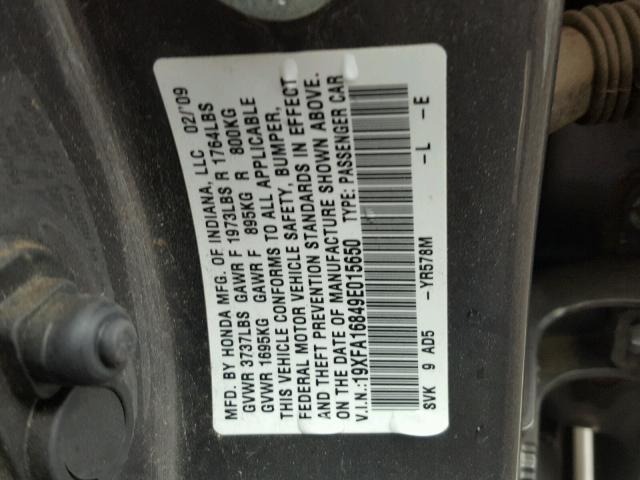 MFD. BY HONDA MFG. OF INDIANA, LLC 02/'09
GVWR 3737LBS GAWR F 1973LBS R 1764LBS
GVWR 1695KG GAWR F 895KG R 800KG
THIS VEHICLE CONFORMS TO ALL APPLICABLE
FEDERAL MOTOR VEHICLE SAFETY, BUMPER,
AND THEFT PREVENTION STANDARDS IN EFFECT
ON THE DATE OF MANUFACTURE SHOWN ABOVE.
V.I.N.:19XFA16849E015650 TYPE: PASSENGER CAR
SVK 9 AD5 -YR578M -L -E